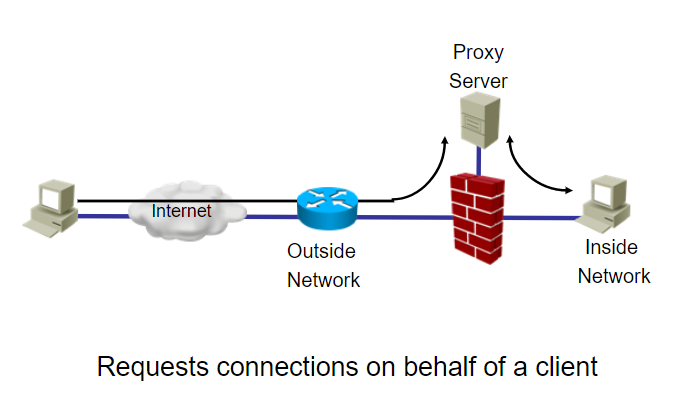 Proxy
Server
Internet
Outside
Network
Inside
Network
Requests connections on behalf of a client